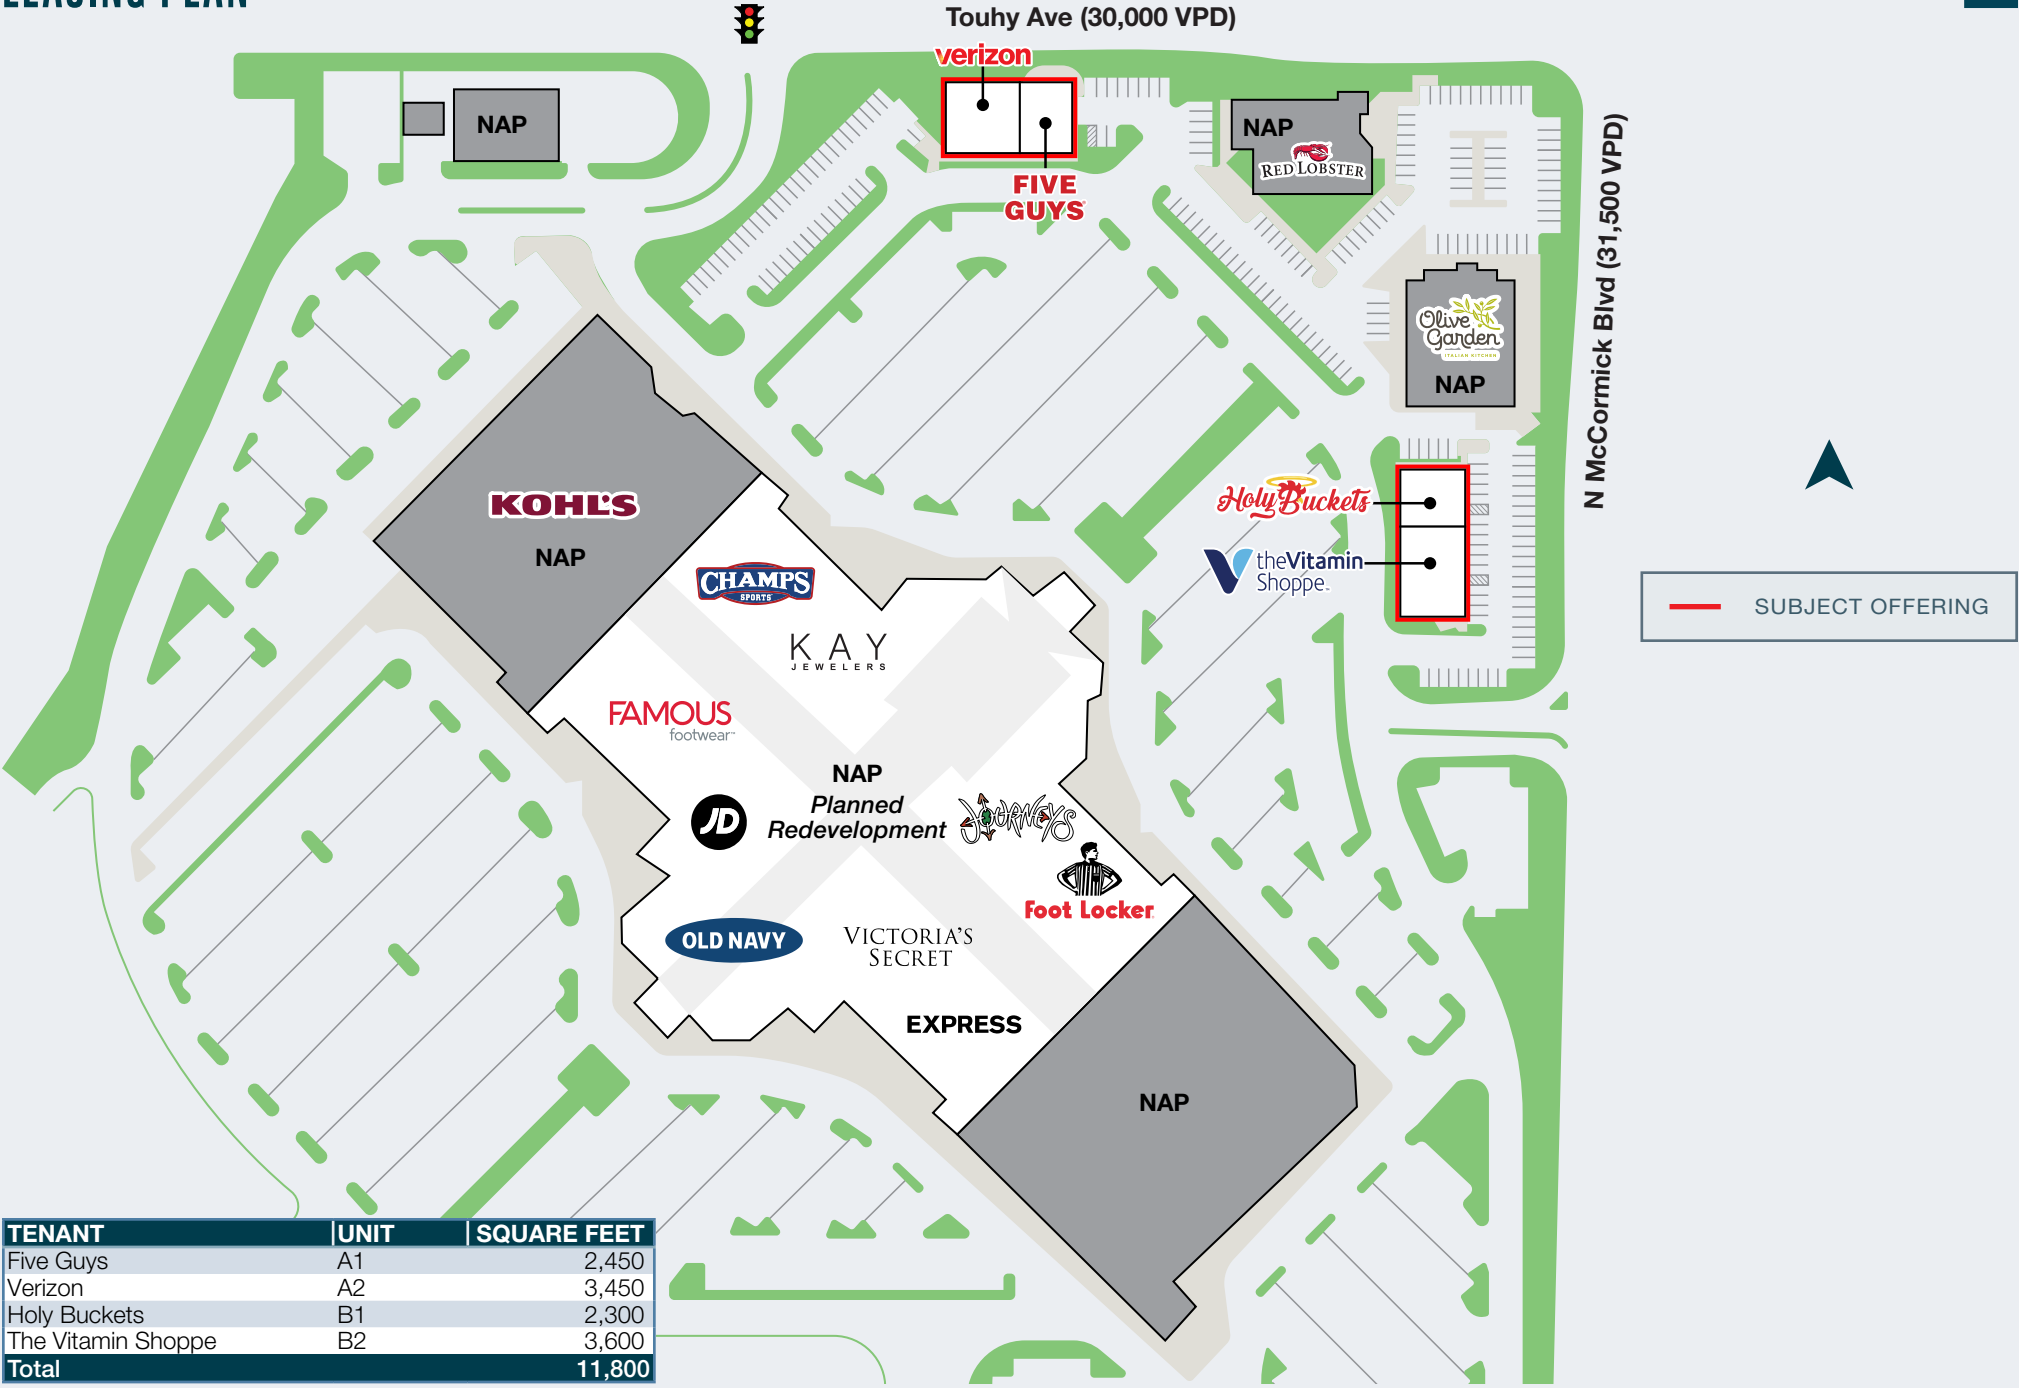 LEASING PLAN
Touhy Ave (30,000 VPD)
verizon
NAP
FIVE
GUYS
NAP
RED LOBSTER
N McCormick Blvd (31,500 VPD)
Olive
Garden
ITALIAN KITCHEN
NAP
KOHL'S
NAP
Holy Buckets
theVitamin
Shoppe
SUBJECT OFFERING
CHAMPS
SPORTS
KAY
JEWELERS
FAMOUS
footwear
NAP
Planned
Redevelopment
JD
JOURNEYS
Foot Locker
OLD NAVY
VICTORIA'S
SECRET
EXPRESS
NAP
TENANT UNIT SQUARE FEET
Five Guys A1 2,450
Verizon A2 3,450
Holy Buckets B1 2,300
The Vitamin Shoppe B2 3,600
Total 11,800